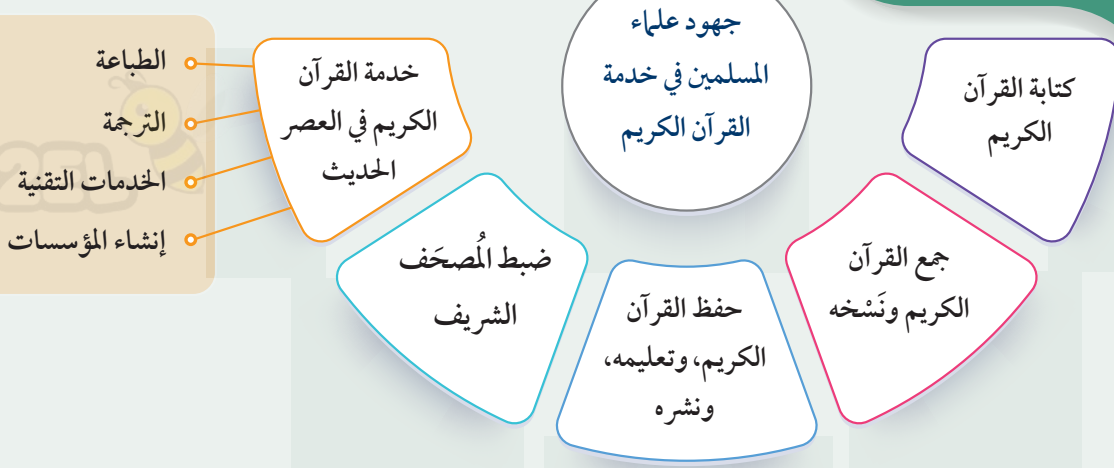 جهود علماء
المسلمين في خدمة
القرآن الكريم
كتابة القرآن
الكريم
جمع القرآن
الكريم ونَسْخه
حفظ القرآن
الكريم، وتعليمه،
ونشره
ضبط المُصحَف
الشريف
خدمة القرآن
الكريم في العصر
الحديث
الطباعة
الترجمة
الخدمات التقنية
إنشاء المؤسسات